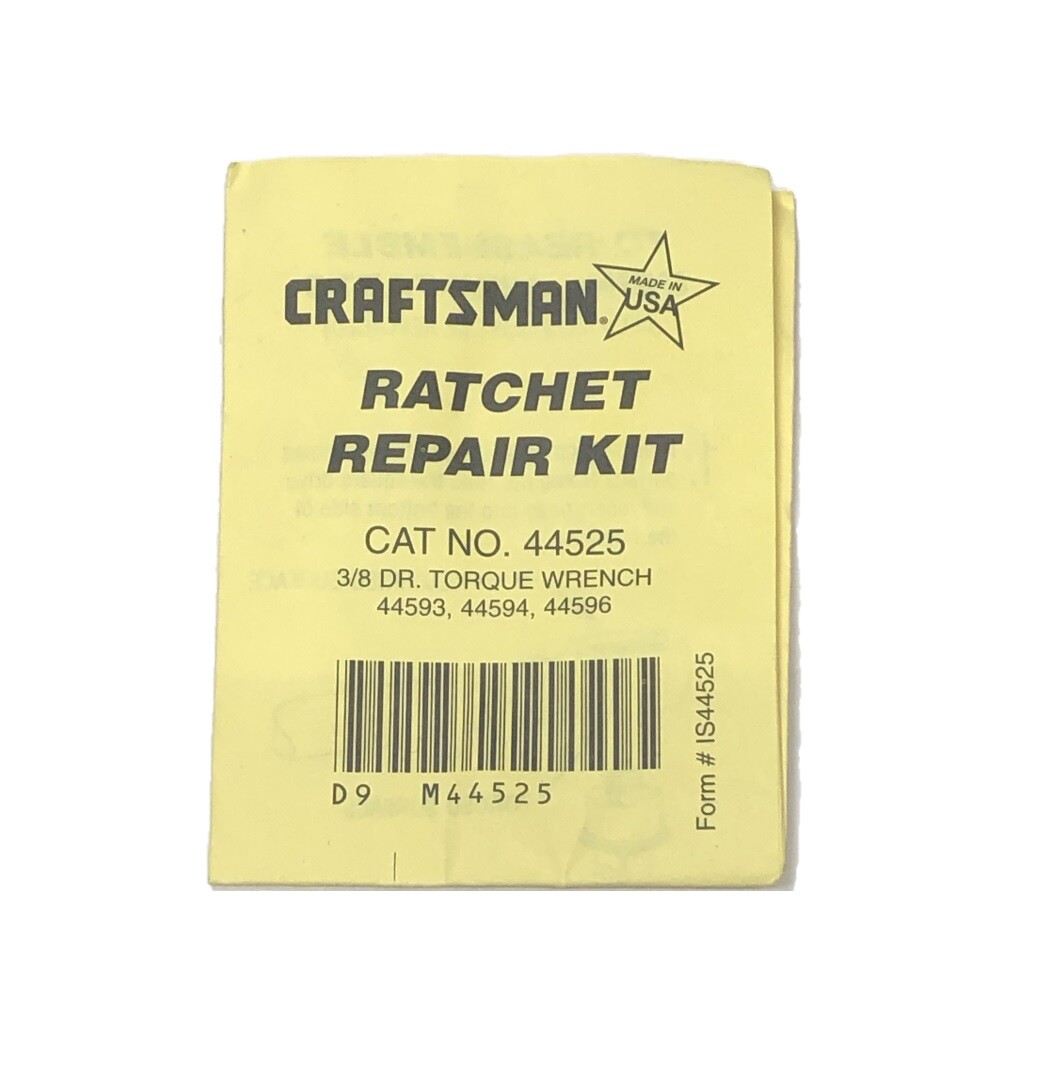 CRAFTSMAN®
MADE IN
USA
RATCHET
REPAIR KIT
CAT NO. 44525
3/8 DR. TORQUE WRENCH
44593, 44594, 44596
D9 M44525
Form # IS44525